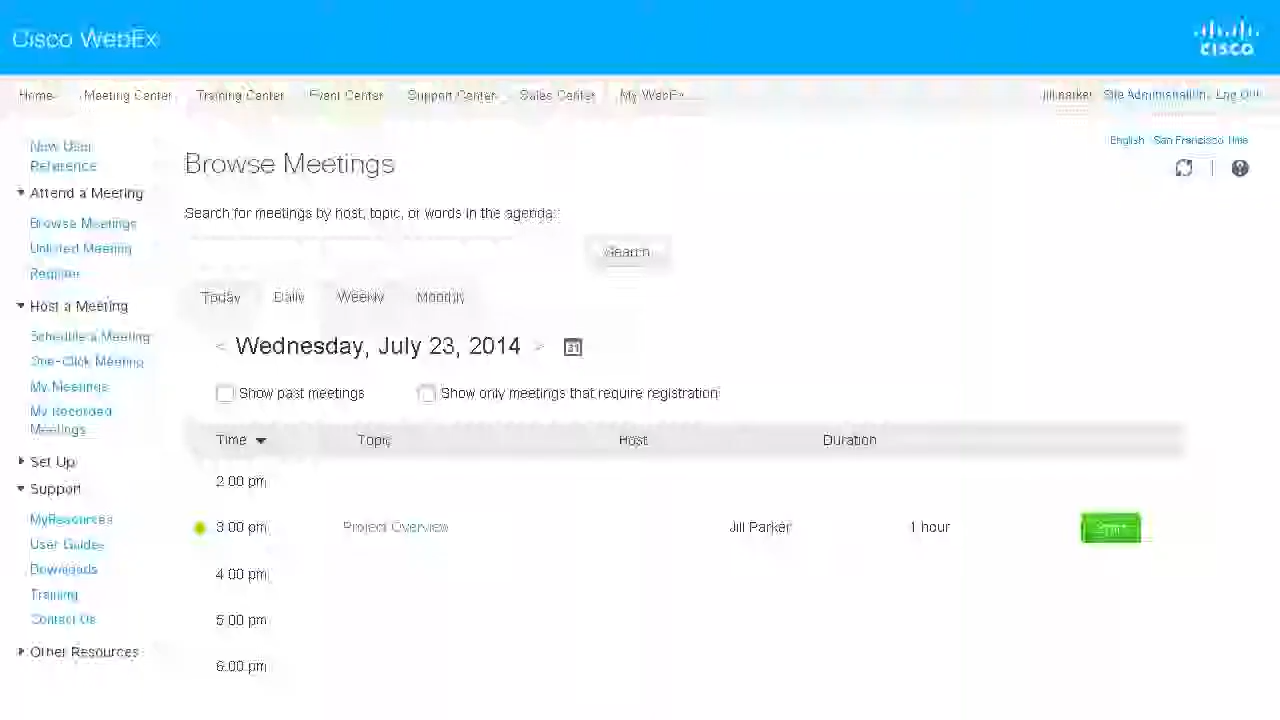 Cisco WebEx
CISCO
Home Meeting Center Training Center Event Center Support Center Sales Center My WebEx
Jill parker Site Administration Log Out
English San Francisco Time
New User
Reference
Attend a Meeting
Browse Meetings
Unlisted Meeting
Register
Host a Meeting
Schedule a Meeting
One-Click Meeting
My Meetings
My Recorded
Meetings
Set Up
Support
MyResources
User Guides
Downloads
Training
Contact Us
Other Resources
Browse Meetings
Search for meetings by host, topic, or words in the agenda:
Search
Today Daily Weekly Monthly
< Wednesday, July 23, 2014 > 31
Show past meetings Show only meetings that require registration
Time Topic Host Duration
2:00 pm
3:00 pm Project Overview Jill Parker 1 hour Start
4:00 pm
5:00 pm
6:00 pm